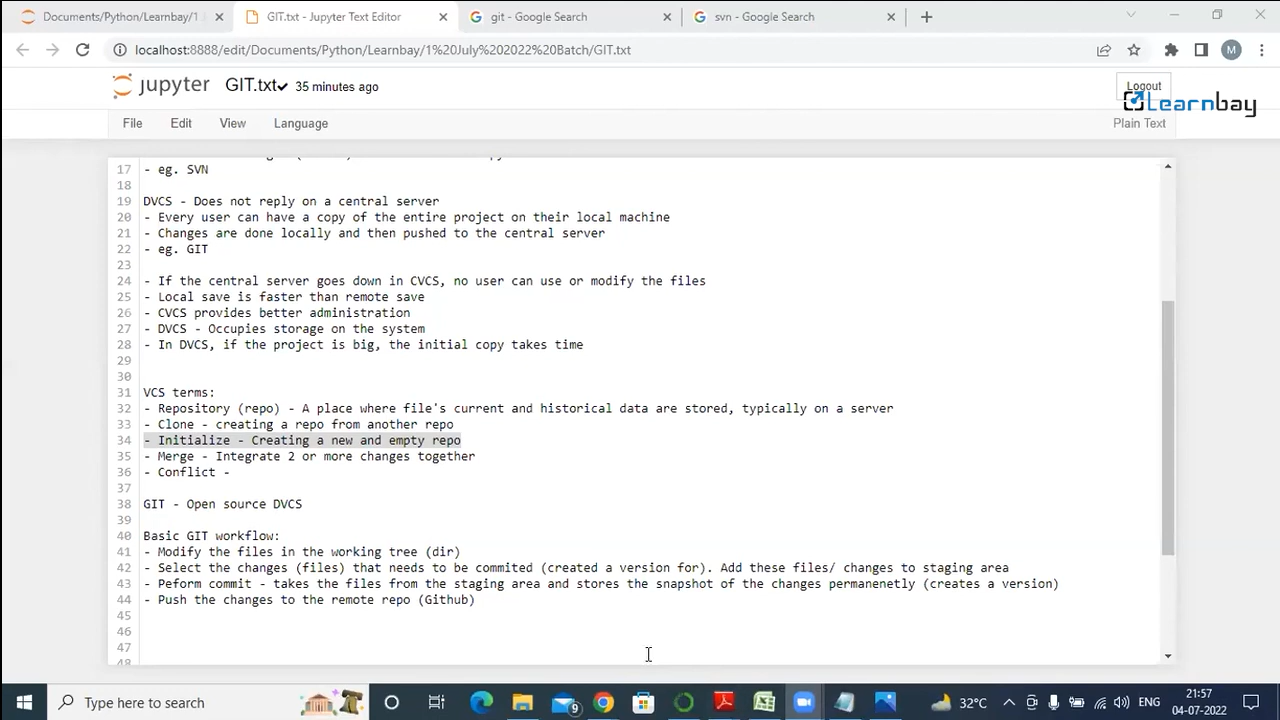 Documents/Python/Learnbay/1
GIT.txt - Jupyter Text Editor
git - Google Search
svn - Google Search
localhost:8888/edit/Documents/Python/Learnbay/1%20July%202022%20Batch/GIT.txt
M
jupyter GIT.txt 35 minutes ago
Logout
Learnbay
File Edit View Language
Plain Text
17 - eg. SVN
18
19 DVCS - Does not reply on a central server
20 - Every user can have a copy of the entire project on their local machine
21 - Changes are done locally and then pushed to the central server
22 - eg. GIT
23
24 - If the central server goes down in CVCS, no user can use or modify the files
25 - Local save is faster than remote save
26 - CVCS provides better administration
27 - DVCS - Occupies storage on the system
28 - In DVCS, if the project is big, the initial copy takes time
29
30
31 VCS terms:
32 - Repository (repo) - A place where file's current and historical data are stored, typically on a server
33 - Clone - creating a repo from another repo
34 - Initialize - Creating a new and empty repo
35 - Merge - Integrate 2 or more changes together
36 - Conflict -
37
38 GIT - Open source DVCS
39
40 Basic GIT workflow:
41 - Modify the files in the working tree (dir)
42 - Select the changes (files) that needs to be commited (created a version for). Add these files/ changes to staging area
43 - Peform commit - takes the files from the staging area and stores the snapshot of the changes permanenetly (creates a version)
44 - Push the changes to the remote repo (Github)
45
46
47
48
Type here to search
9
32°C
ENG
21:57
04-07-2022